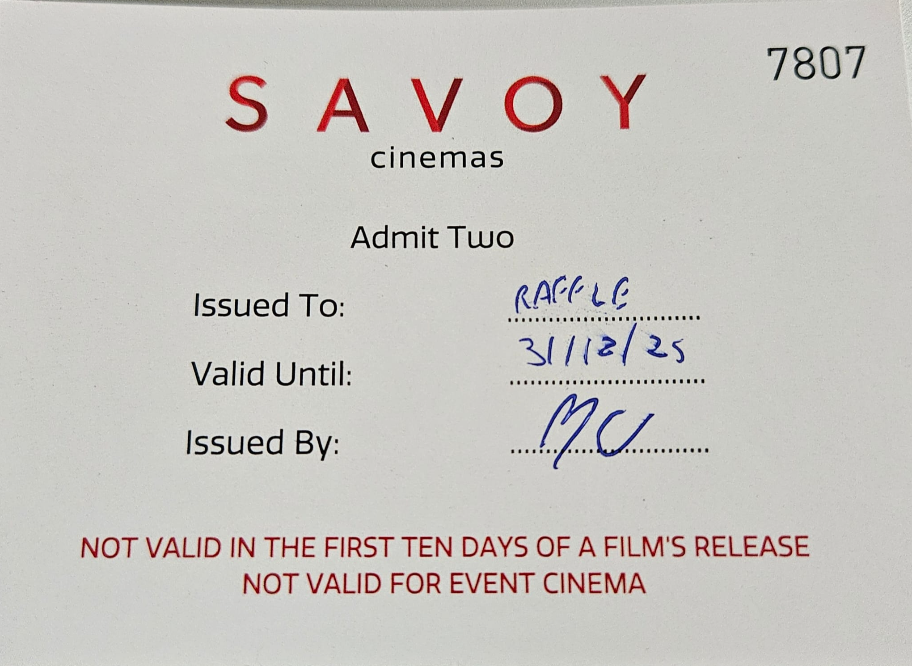 7807
SAVOY
cinemas
Admit Two
Issued To: RAFFLE
Valid Until: 31/12/25
Issued By: MC
NOT VALID IN THE FIRST TEN DAYS OF A FILM'S RELEASE
NOT VALID FOR EVENT CINEMA